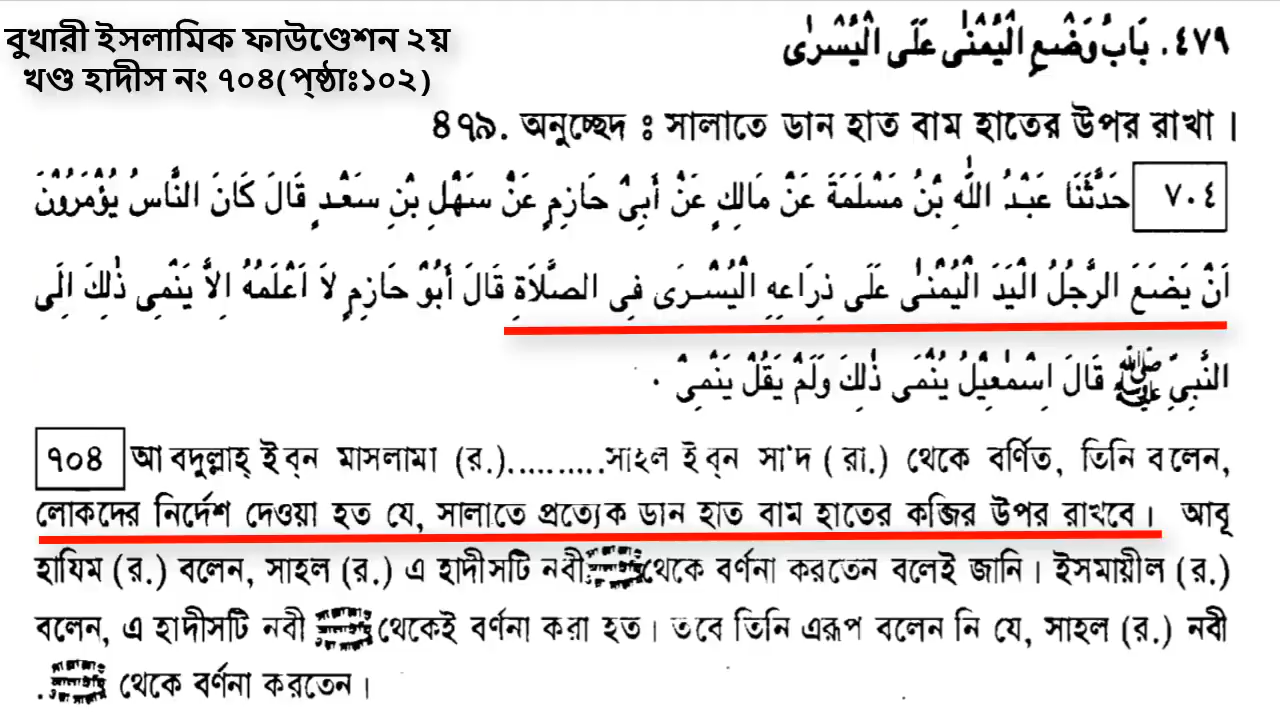 বুখারী ইসলামিক ফাউণ্ডেশন ২য়
খণ্ড হাদীস নং ৭০৪(পৃষ্ঠাঃ১০২)
٤٧٩. بَابُ وَضْعِ الْيُمْنٰى عَلَى الْيُسْرٰى
৪৭৯. অনুচ্ছেদ : সালাতে ডান হাত বাম হাতের উপর রাখা।
٧٠٤ حَدَّثَنَا عَبْدُ اللّٰهِ بْنُ مَسْلَمَةَ عَنْ مَالِكٍ عَنْ أَبِىْ حَازِمٍ عَنْ سَهْلِ بْنِ سَعْدٍ قَالَ كَانَ النَّاسُ يُؤْمَرُوْنَ
اَنْ يَضَعَ الرَّجُلُ الْيَدَ الْيُمْنٰى عَلَى ذِرَاعِهِ الْيُسْرَى فِى الصَّلَاةِ قَالَ أَبُوْ حَازِمٍ لَا اَعْلَمُهُ اِلاَّ يَنْمِى ذٰلِكَ اِلَى
النَّبِىِّ ﷺ قَالَ اِسْمٰعِيْلُ يُنْمَى ذٰلِكَ وَلَمْ يَقُلْ يَنْمِىْ .
৭০৪ আবদুল্লাহ্ ইব্‌ন মাসলামা (র.)..........সাহল ইব্‌ন সা'দ (রা.) থেকে বর্ণিত, তিনি বলেন,
লোকদের নির্দেশ দেওয়া হত যে, সালাতে প্রত্যেক ডান হাত বাম হাতের কব্জির উপর রাখবে। আবূ
হাযিম (র.) বলেন, সাহল (র.) এ হাদীসটি নবী থেকে বর্ণনা করতেন বলেই জানি। ইসমায়ীল (র.)
বলেন, এ হাদীসটি নবী থেকেই বর্ণনা করা হত। তবে তিনি এরূপ বলেন নি যে, সাহল (র.) নবী
থেকে বর্ণনা করতেন।